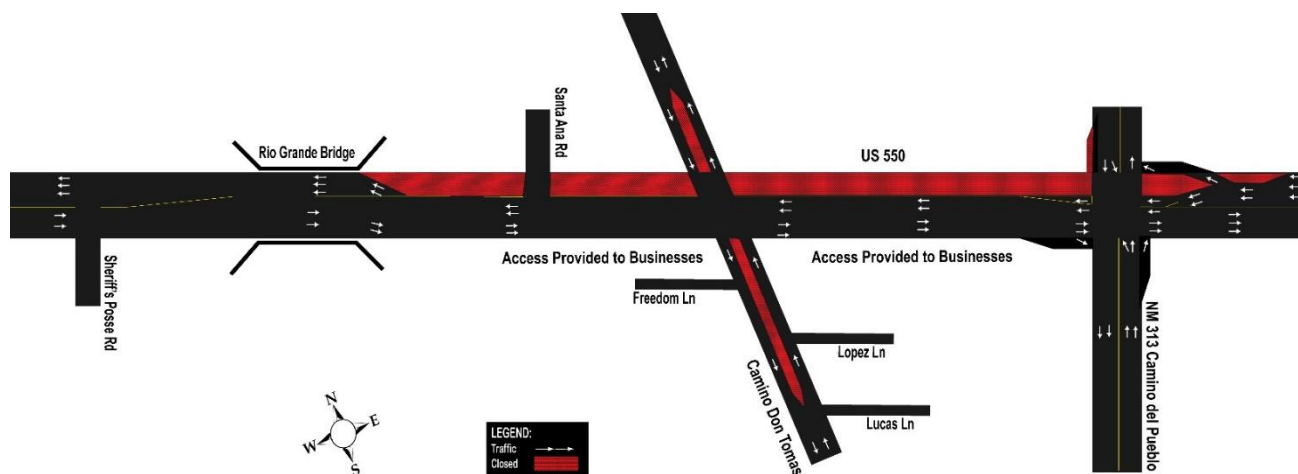 Rio Grande Bridge
Santa Ana Rd
US 550
Sheriff's Posse Rd
Access Provided to Businesses
Access Provided to Businesses
Freedom Ln
Lopez Ln
Lucas Ln
Camino Don Tomas
NM 313 Camino del Pueblo
N
W
E
S
LEGEND:
Traffic
Closed